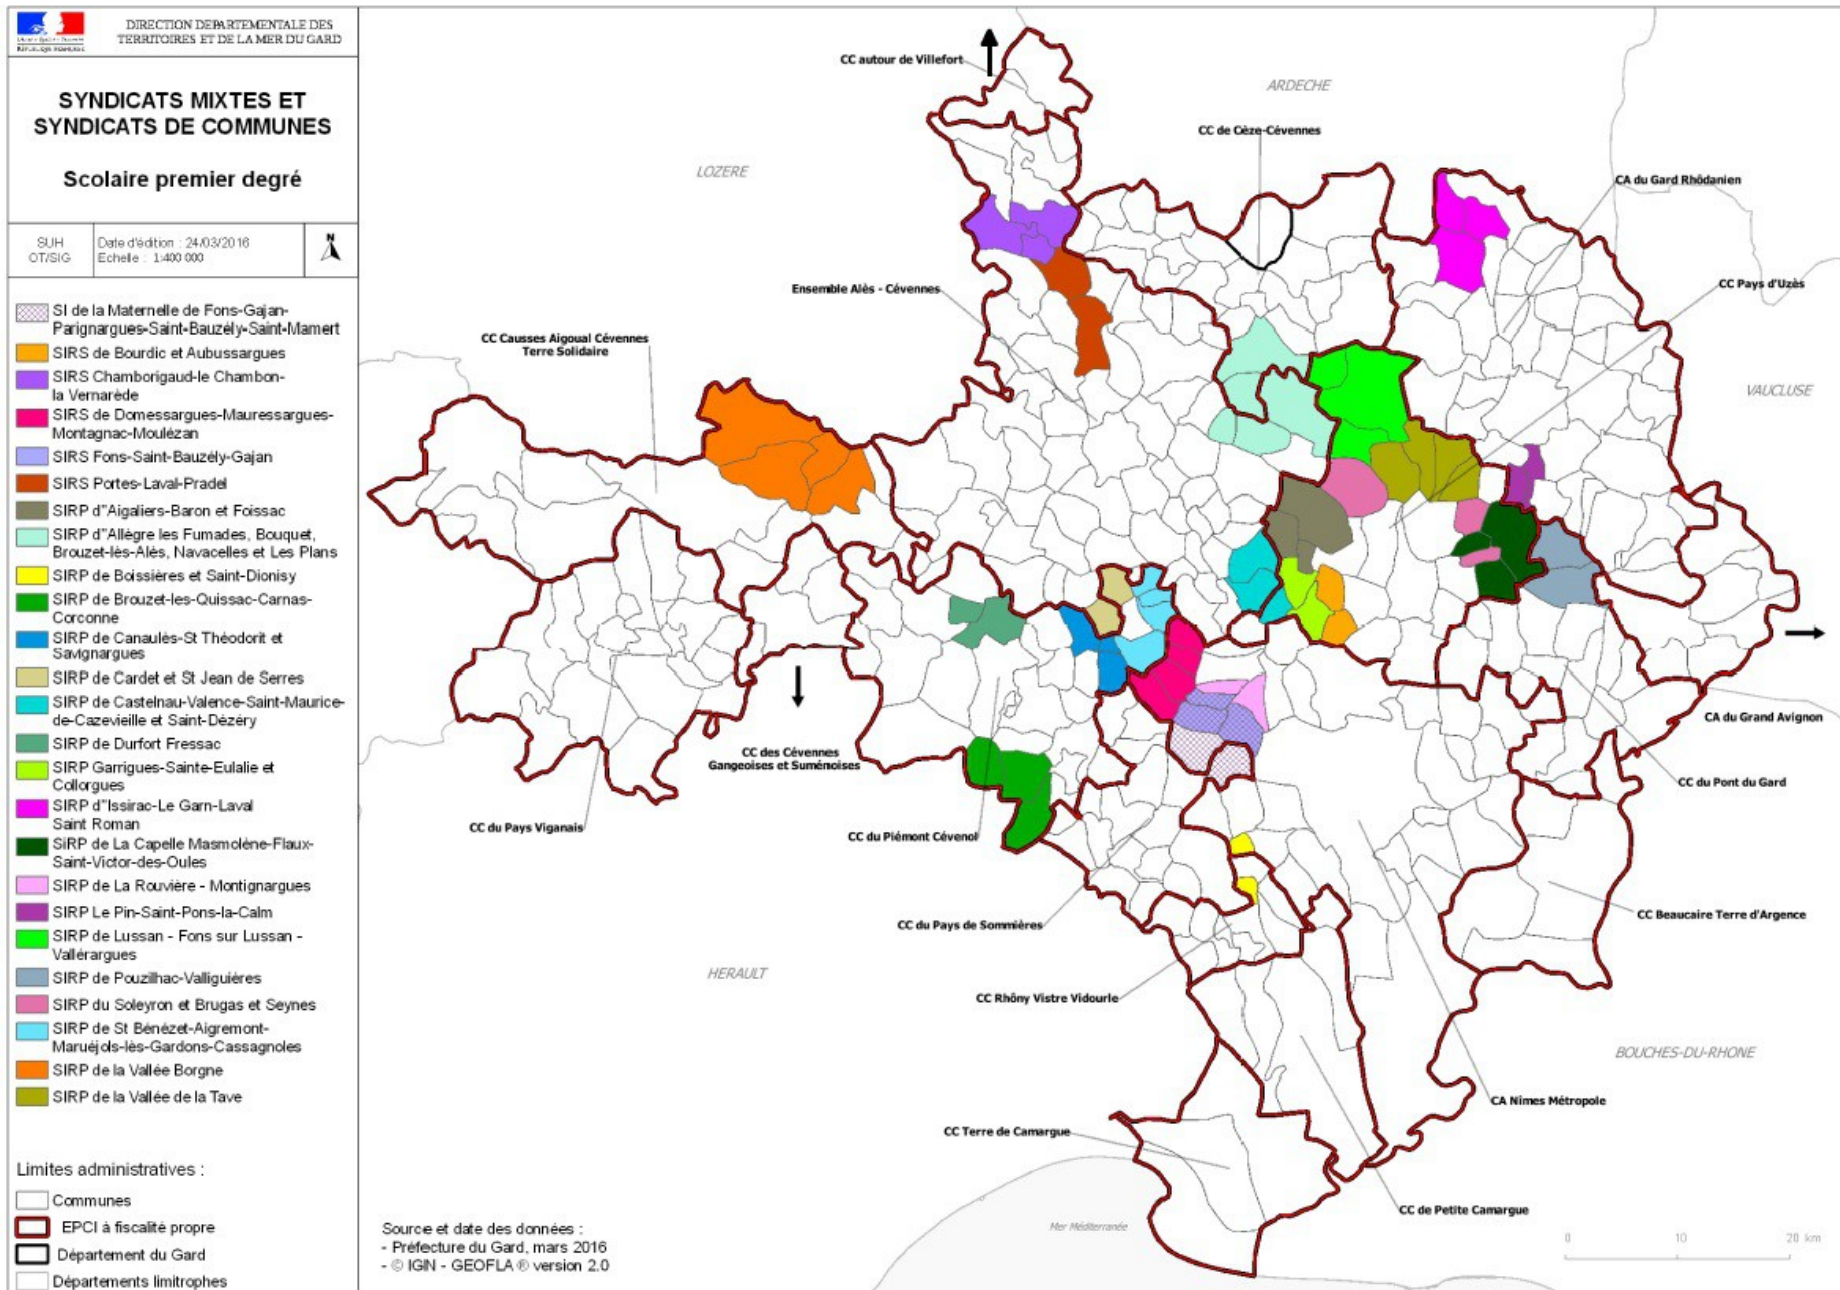 DIRECTION DEPARTEMENTALE DES
TERRITOIRES ET DE LA MER DU GARD
RÉPUBLIQUE FRANÇAISE
SYNDICATS MIXTES ET
SYNDICATS DE COMMUNES
Scolaire premier degré
SUH
OT/SIG
Date d'édition : 24/03/2016
Echelle : 1:400 000
N
SI de la Maternelle de Fons-Gajan-
Parignargues-Saint-Bauzély-Saint-Mamert
SIRS de Bourdic et Aubussargues
SIRS Chamborigaud-le Chambon-
la Vernarède
SIRS de Domessargues-Mauressargues-
Montagnac-Moulézan
SIRS Fons-Saint-Bauzély-Gajan
SIRS Portes-Laval-Pradel
SIRP d"Aigaliers-Baron et Foissac
SIRP d"Allègre les Fumades, Bouquet,
Brouzet-lès-Alès, Navacelles et Les Plans
SIRP de Boissières et Saint-Dionisy
SIRP de Brouzet-les-Quissac-Carnas-
Corconne
SIRP de Canaulès-St Théodorit et
Savignargues
SIRP de Cardet et St Jean de Serres
SIRP de Castelnau-Valence-Saint-Maurice-
de-Cazevieille et Saint-Dézéry
SIRP de Durfort Fressac
SIRP Garrigues-Sainte-Eulalie et
Collorgues
SIRP d"Issirac-Le Garn-Laval
Saint Roman
SiRP de La Capelle Masmolène-Flaux-
Saint-Victor-des-Oules
SIRP de La Rouvière - Montignargues
SIRP Le Pin-Saint-Pons-la-Calm
SIRP de Lussan - Fons sur Lussan -
Vallérargues
SIRP de Pouzilhac-Valliguières
SIRP du Soleyron et Brugas et Seynes
SIRP de St Bénézet-Aigremont-
Maruéjols-lès-Gardons-Cassagnoles
SIRP de la Vallée Borgne
SIRP de la Vallée de la Tave
Limites administratives :
Communes
EPCI à fiscalité propre
Département du Gard
Départements limitrophes
CC autour de Villefort
ARDECHE
CC de Cèze-Cévennes
LOZERE
CA du Gard Rhôdanien
CC Pays d'Uzès
Ensemble Alès - Cévennes
CC Causses Aigoual Cévennes
Terre Solidaire
VAUCLUSE
CA du Grand Avignon
CC des Cévennes
Gangeoises et Suménoises
CC du Pont du Gard
CC du Pays Viganais
CC du Piémont Cévenol
CC Beaucaire Terre d'Argence
CC du Pays de Sommières
HERAULT
CC Rhôny Vistre Vidourle
BOUCHES-DU-RHONE
CA Nîmes Métropole
CC Terre de Camargue
CC de Petite Camargue
Mer Méditerranée
Source et date des données :
- Préfecture du Gard, mars 2016
- © IGN - GEOFLA ® version 2.0
0 10 20 km